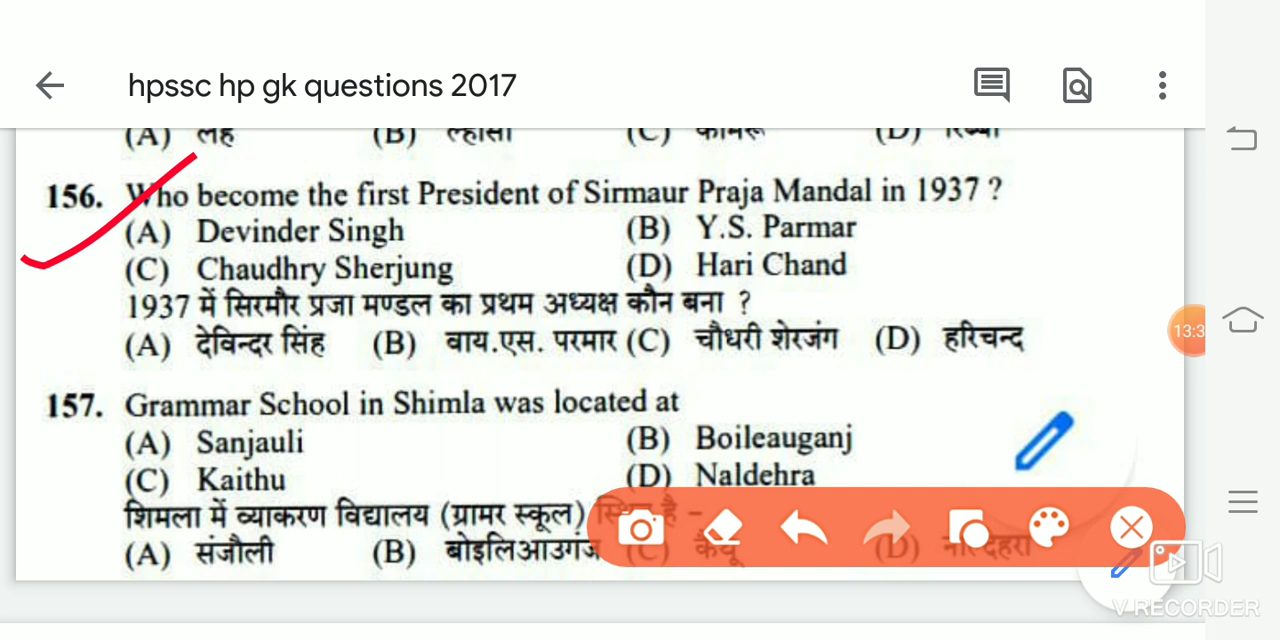 hpssc hp gk questions 2017
(A) लेह (B) ल्हासा (C) कामरू (D) रिब्बा
156. Who become the first President of Sirmaur Praja Mandal in 1937 ?
(A) Devinder Singh (B) Y.S. Parmar
(C) Chaudhry Sherjung (D) Hari Chand
1937 में सिरमौर प्रजा मण्डल का प्रथम अध्यक्ष कौन बना ?
(A) देविन्दर सिंह (B) वाय.एस. परमार (C) चौधरी शेरजंग (D) हरिचन्द
13:3
157. Grammar School in Shimla was located at
(A) Sanjauli (B) Boileauganj
(C) Kaithu (D) Naldehra
शिमला में व्याकरण विद्यालय (ग्रामर स्कूल) स्थित है –
(A) संजौली (B) बोइलिआउगंज (C) कैथू (D) नालदेहरा
V RECORDER